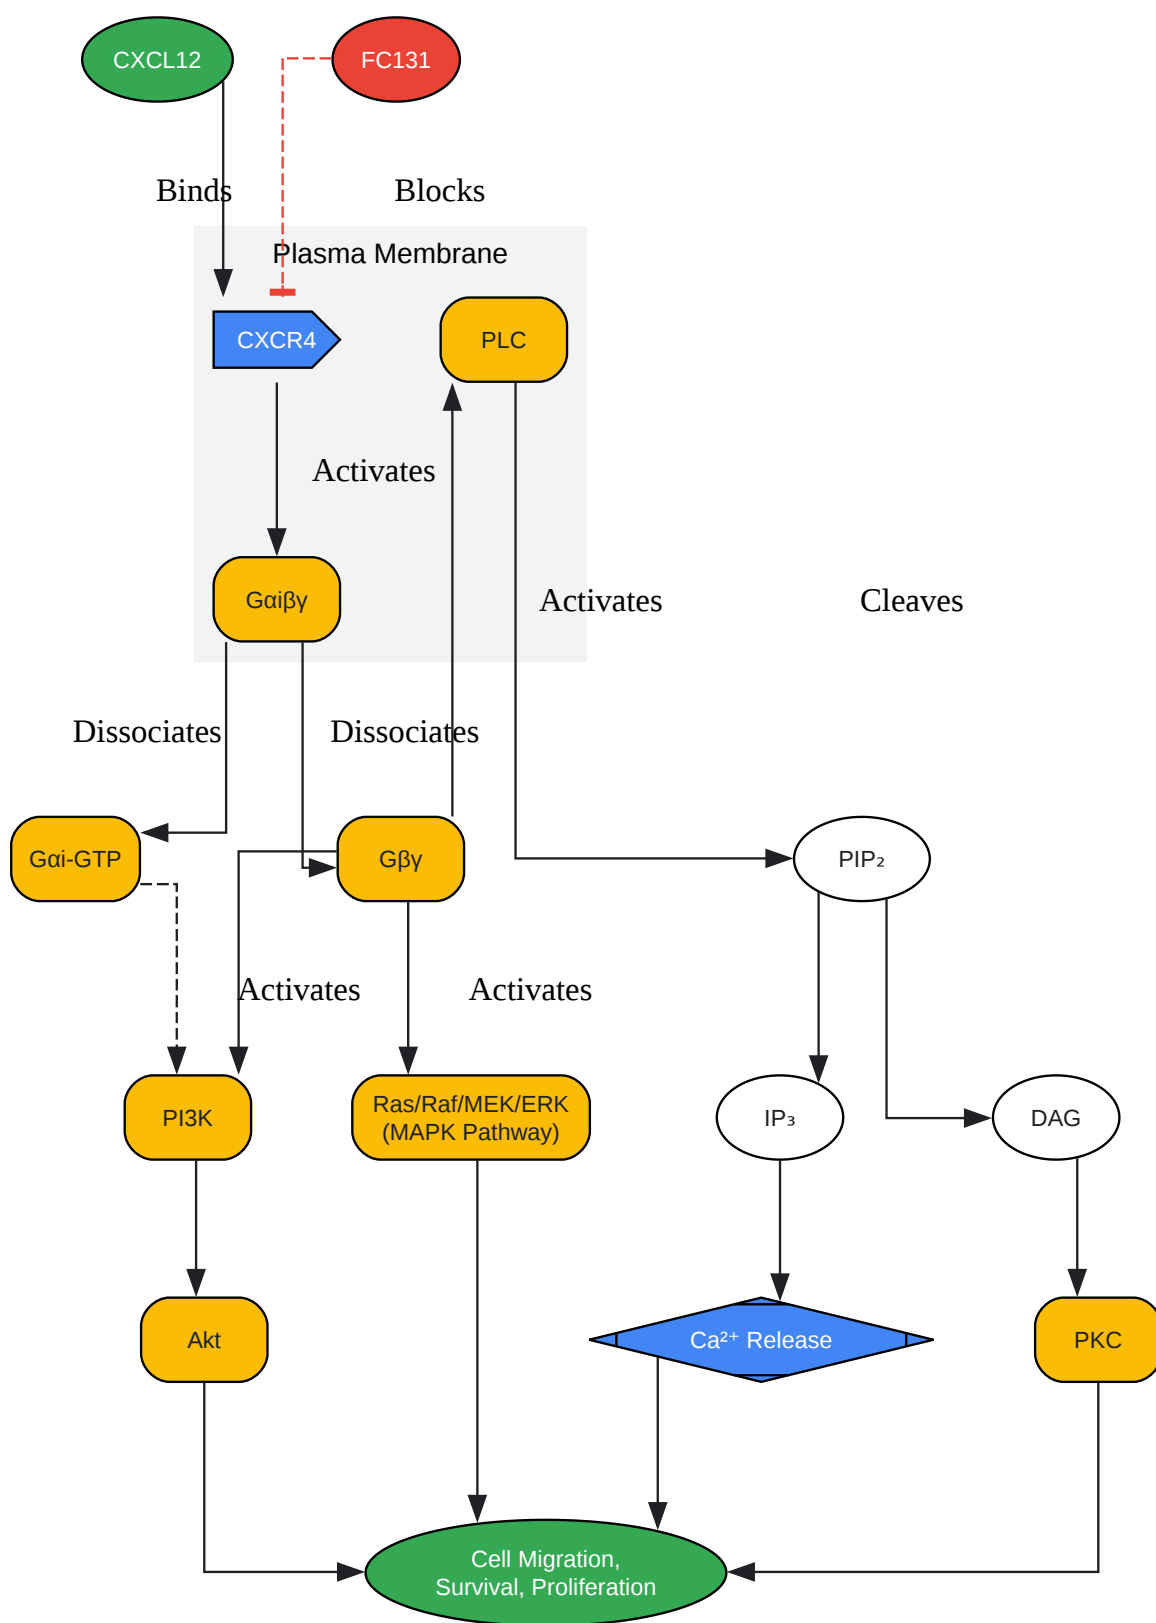 CXCL12
FC131
Binds
Blocks
Plasma Membrane
CXCR4
PLC
Activates
Gαiβγ
Activates
Cleaves
Dissociates
Dissociates
Gαi-GTP
Gβγ
PIP₂
Activates
Activates
PI3K
Ras/Raf/MEK/ERK
(MAPK Pathway)
IP₃
DAG
Akt
Ca²⁺ Release
PKC
Cell Migration,
Survival, Proliferation